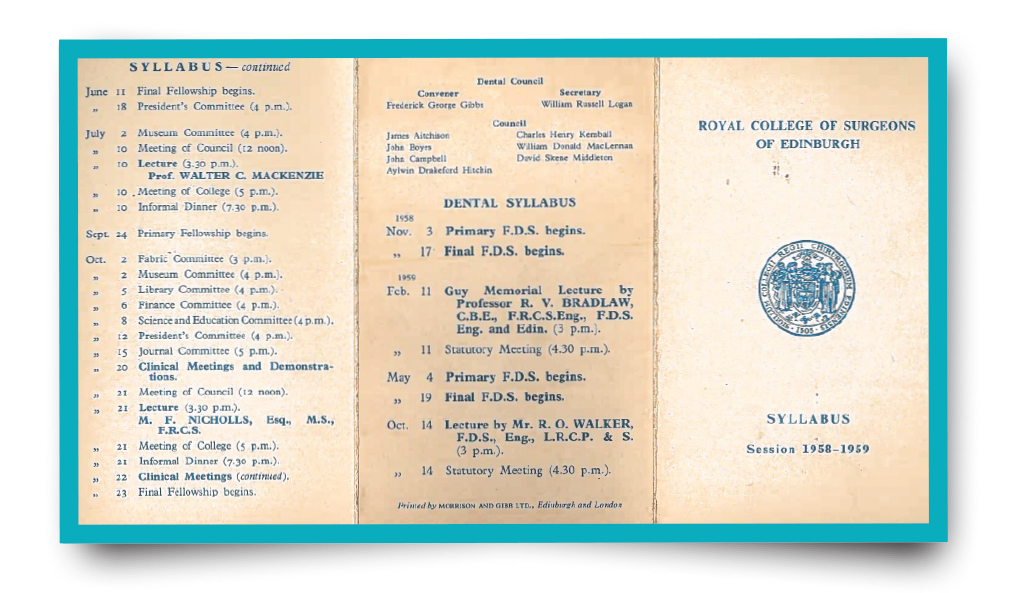 SYLLABUS — continued
June 11 Final Fellowship begins.
„ 18 President's Committee (4 p.m.).
July 2 Museum Committee (4 p.m.).
„ 10 Meeting of Council (12 noon).
„ 10 Lecture (3.30 p.m.).
Prof. WALTER C. MACKENZIE
„ 10 Meeting of College (5 p.m.).
„ 10 Informal Dinner (7.30 p.m.).
Sept. 24 Primary Fellowship begins.
Oct. 2 Fabric Committee (3 p.m.).
„ 2 Museum Committee (4 p.m.).
„ 5 Library Committee (4 p.m.).
„ 6 Finance Committee (4 p.m.).
„ 8 Science and Education Committee (4 p.m.).
„ 12 President's Committee (4 p.m.).
„ 15 Journal Committee (5 p.m.).
„ 20 Clinical Meetings and Demonstra-
tions.
„ 21 Meeting of Council (12 noon).
„ 21 Lecture (3.30 p.m.).
M. F. NICHOLLS, Esq., M.S.,
F.R.C.S.
„ 21 Meeting of College (5 p.m.).
„ 21 Informal Dinner (7.30 p.m.).
„ 22 Clinical Meetings (continued).
„ 23 Final Fellowship begins.
Dental Council
Convener Secretary
Frederick George Gibbs William Russell Logan
Council
James Aitchison Charles Henry Kemball
John Boyes William Donald MacLennan
John Campbell David Skene Middleton
Aylwin Drakeford Hitchin
DENTAL SYLLABUS
1958
Nov. 3 Primary F.D.S. begins.
„ 17 Final F.D.S. begins.
1959
Feb. 11 Guy Memorial Lecture by
Professor R. V. BRADLAW,
C.B.E., F.R.C.S.Eng., F.D.S.
Eng. and Edin. (3 p.m.).
„ 11 Statutory Meeting (4.30 p.m.).
May 4 Primary F.D.S. begins.
„ 19 Final F.D.S. begins.
Oct. 14 Lecture by Mr. R. O. WALKER,
F.D.S., Eng., L.R.C.P. & S.
(3 p.m.).
„ 14 Statutory Meeting (4.30 p.m.).
Printed by MORRISON AND GIBB LTD., Edinburgh and London
ROYAL COLLEGE OF SURGEONS
OF EDINBURGH
SIGILLUM COLLEGII REGII CHIRURGORUM EDINENSIS
· 1505 ·
SYLLABUS
Session 1958–1959